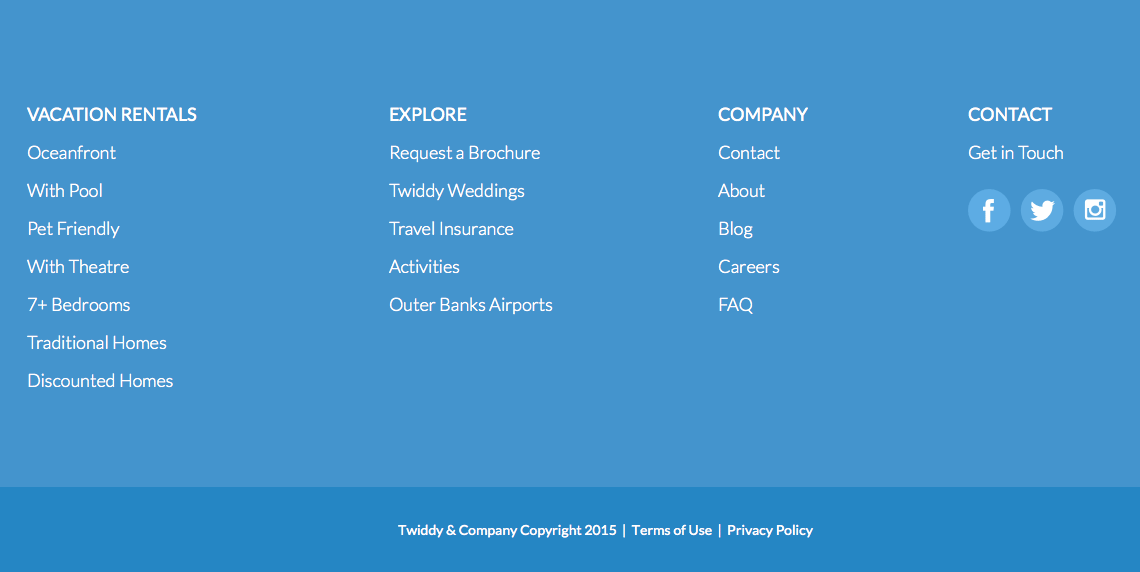 VACATION RENTALS
Oceanfront
With Pool
Pet Friendly
With Theatre
7+ Bedrooms
Traditional Homes
Discounted Homes
EXPLORE
Request a Brochure
Twiddy Weddings
Travel Insurance
Activities
Outer Banks Airports
COMPANY
Contact
About
Blog
Careers
FAQ
CONTACT
Get in Touch
Twiddy & Company Copyright 2015 | Terms of Use | Privacy Policy